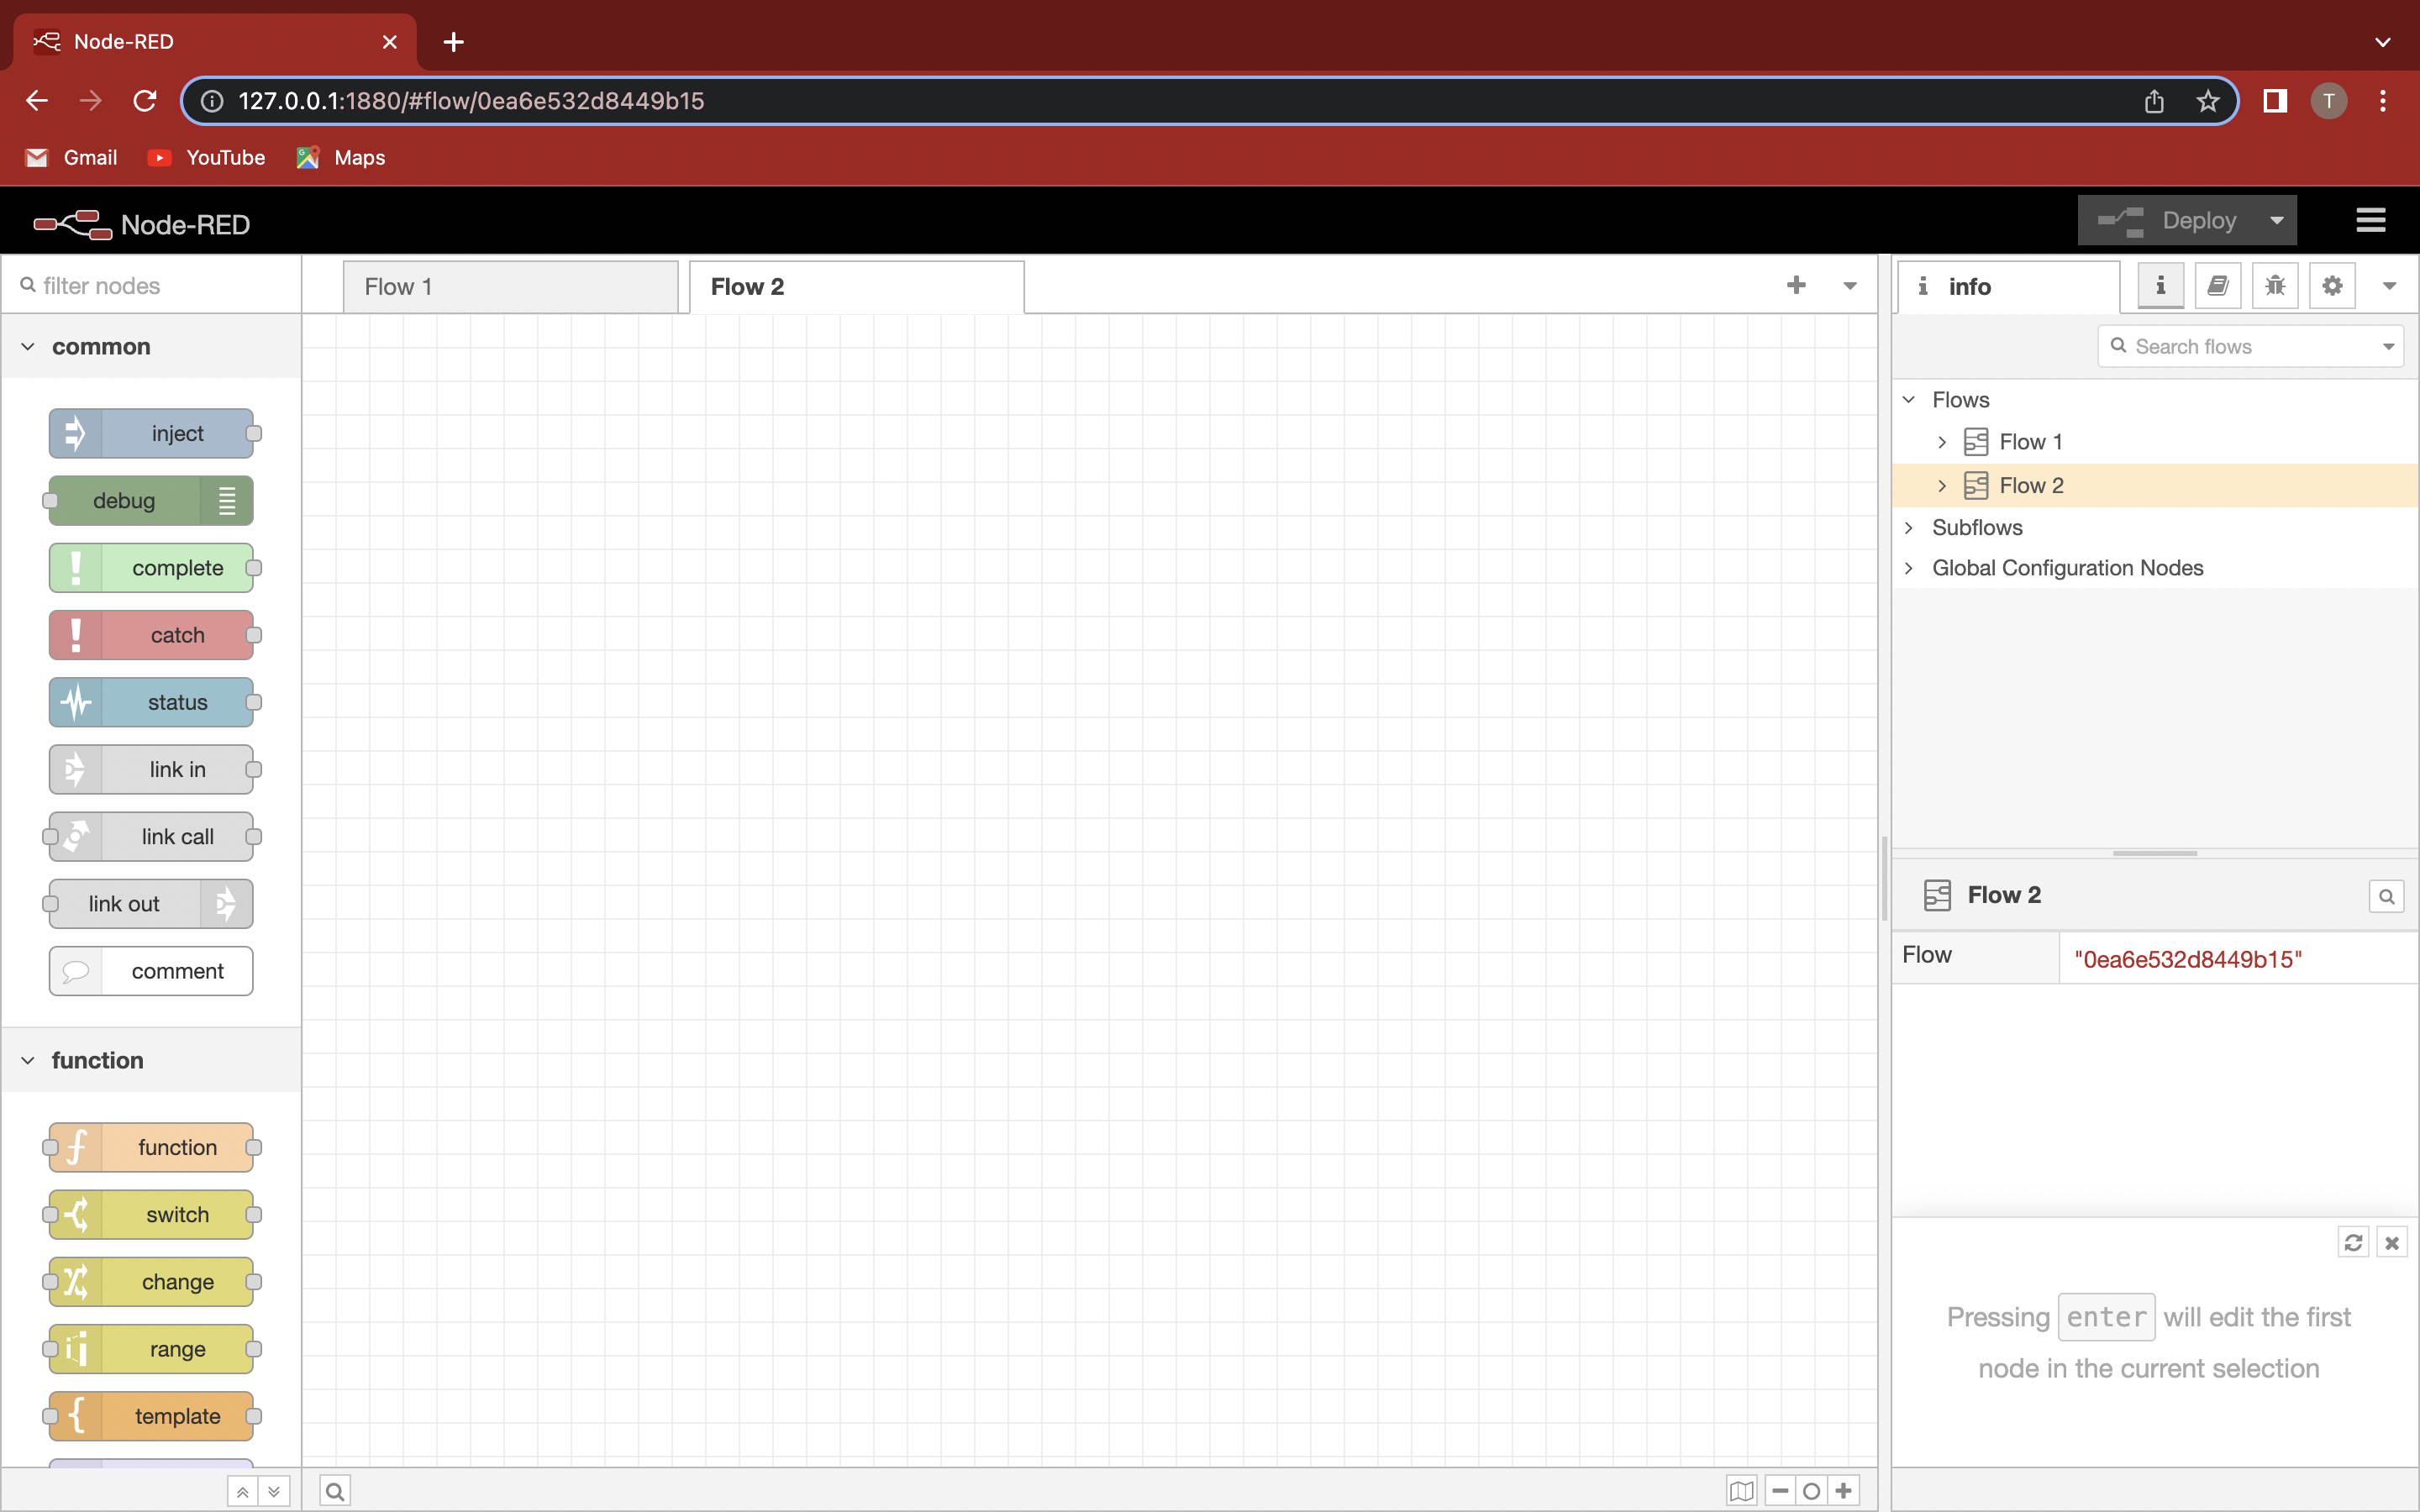 Node-RED
127.0.0.1:1880/#flow/0ea6e532d8449b15
T
Gmail
YouTube
Maps
Node-RED
Deploy
filter nodes
Flow 1
Flow 2
info
Search flows
common
inject
debug
complete
catch
status
link in
link call
link out
comment
function
function
switch
change
range
template
Flows
Flow 1
Flow 2
Subflows
Global Configuration Nodes
Flow 2
Flow "0ea6e532d8449b15"
Pressing enter will edit the first
node in the current selection